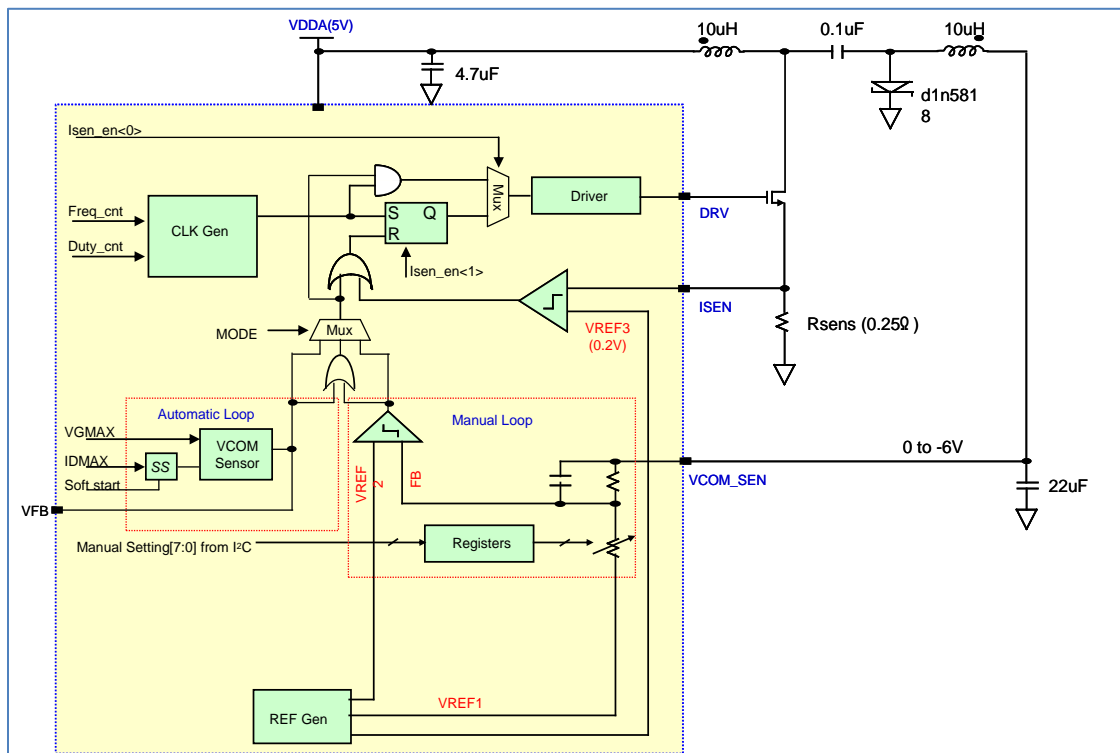 VDDA(5V)
10uH
0.1uF
10uH
4.7uF
d1n581
8
Isen_en<0>
Mux
Driver
DRV
Freq_cnt
Duty_cnt
CLK Gen
S Q
R
Isen_en<1>
ISEN
VREF3
(0.2V)
Rsens (0.25Ω)
MODE
Mux
Automatic Loop
Manual Loop
VGMAX
IDMAX
Soft start
SS
VCOM
Sensor
VREF
2
FB
0 to -6V
VCOM_SEN
22uF
VFB
Manual Setting[7:0] from I²C
Registers
VREF1
REF Gen